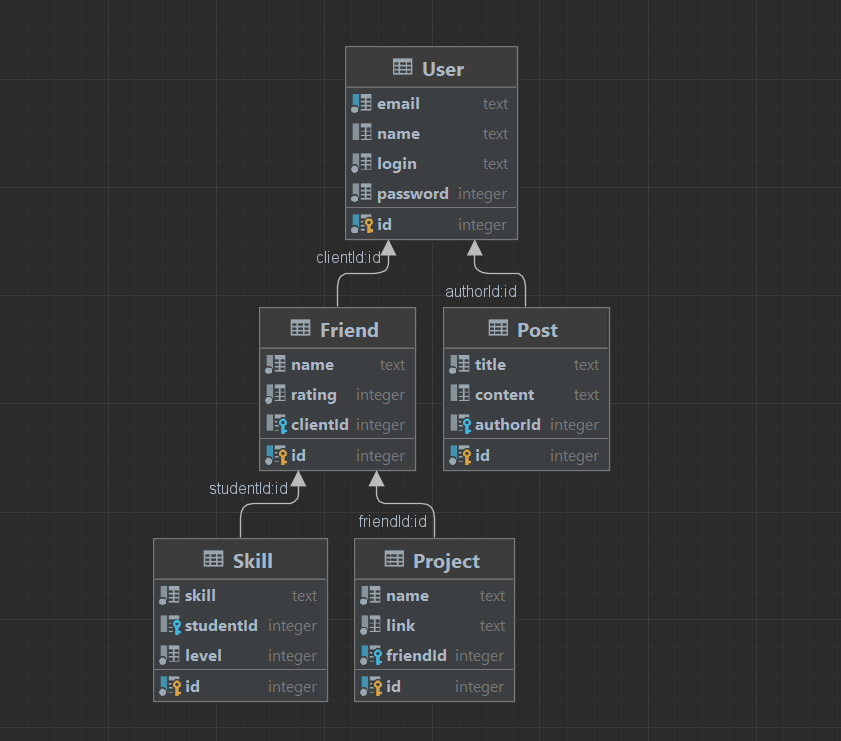 User
email text
name text
login text
password integer
id integer
clientId:id
authorId:id
Friend
name text
rating integer
clientId integer
id integer
Post
title text
content text
authorId integer
id integer
studentId:id
friendId:id
Skill
skill text
studentId integer
level integer
id integer
Project
name text
link text
friendId integer
id integer